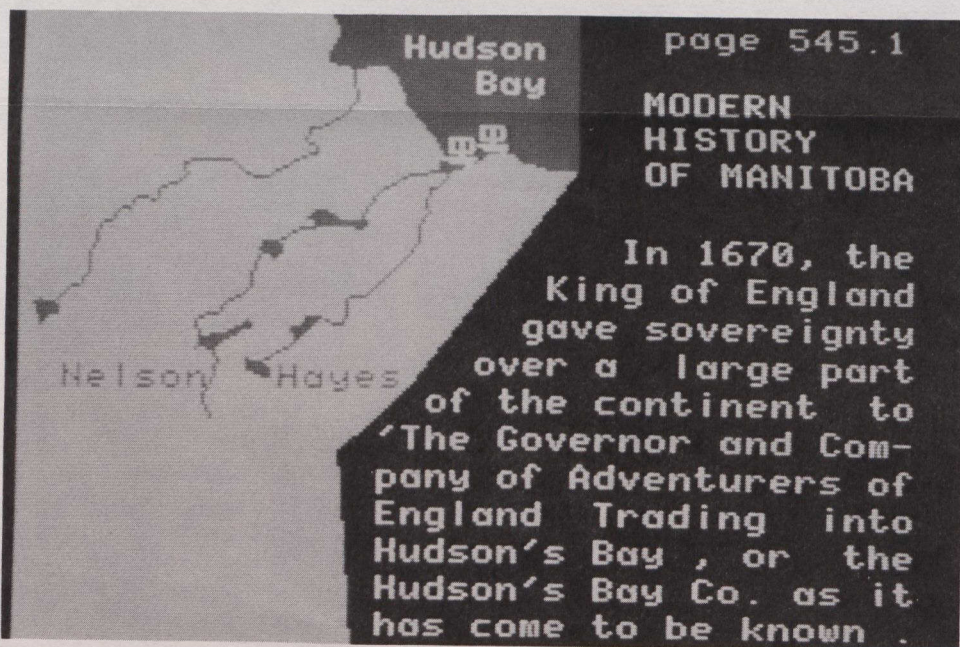 Hudson
Bay
Nelson
Hayes
page 545.1
MODERN
HISTORY
OF MANITOBA
In 1670, the
King of England
gave sovereignty
over a large part
of the continent to
'The Governor and Com-
pany of Adventurers of
England Trading into
Hudson's Bay , or the
Hudson's Bay Co. as it
has come to be known .